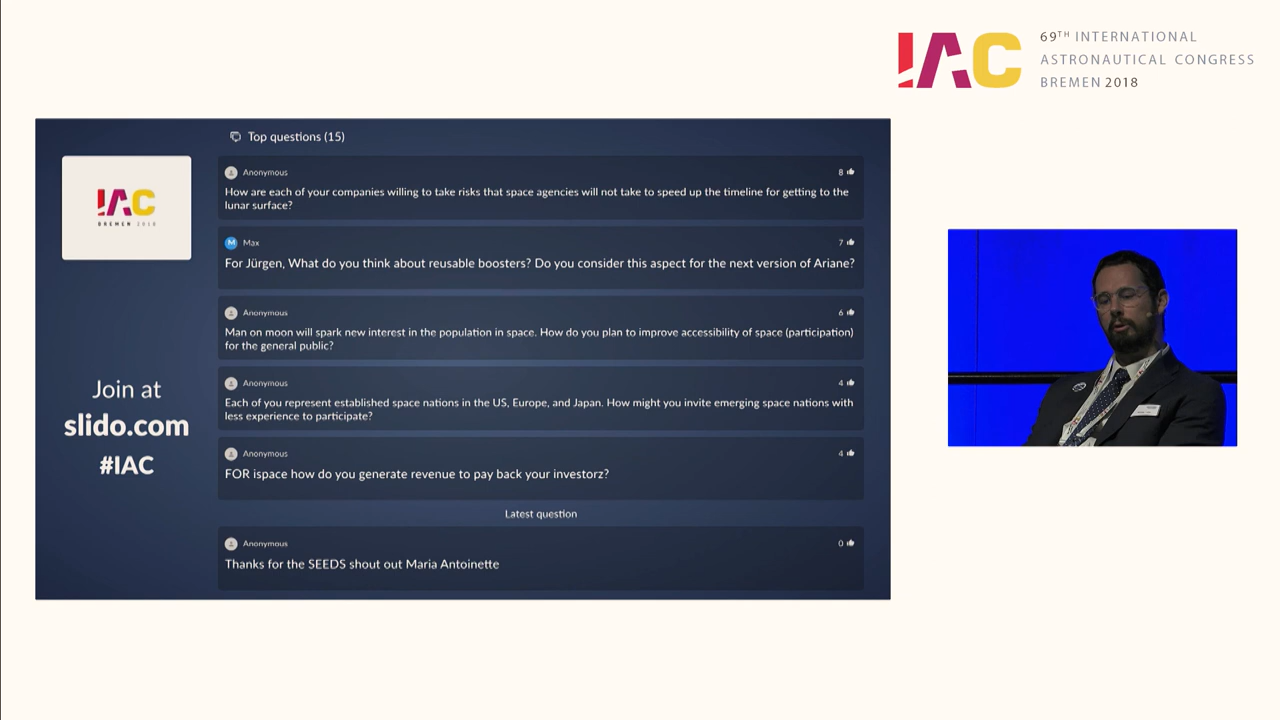 IAC
69TH INTERNATIONAL
ASTRONAUTICAL CONGRESS
BREMEN 2018
Top questions (15)
IAC
BREMEN 2018
Join at
slido.com
#IAC
Anonymous
8
How are each of your companies willing to take risks that space agencies will not take to speed up the timeline for getting to the
lunar surface?
M
Max
7
For Jürgen, What do you think about reusable boosters? Do you consider this aspect for the next version of Ariane?
Anonymous
6
Man on moon will spark new interest in the population in space. How do you plan to improve accessibility of space (participation)
for the general public?
Anonymous
4
Each of you represent established space nations in the US, Europe, and Japan. How might you invite emerging space nations with
less experience to participate?
Anonymous
4
FOR ispace how do you generate revenue to pay back your investorz?
Latest question
Anonymous
0
Thanks for the SEEDS shout out Maria Antoinette